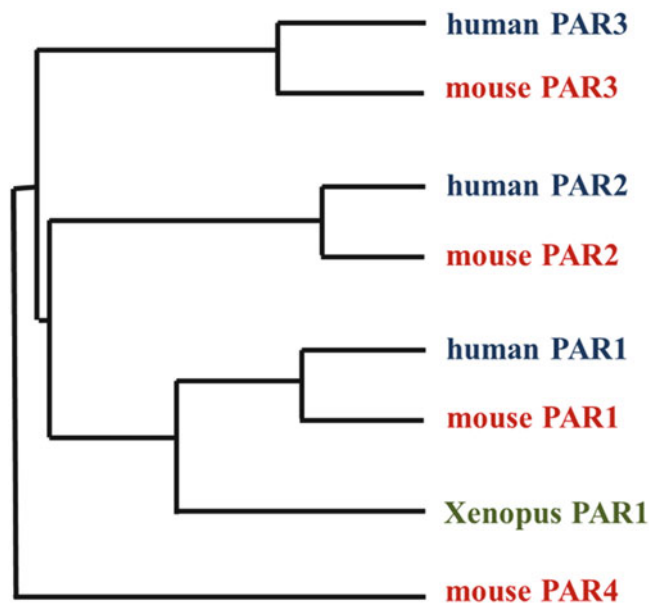 human PAR3
mouse PAR3
human PAR2
mouse PAR2
human PAR1
mouse PAR1
Xenopus PAR1
mouse PAR4